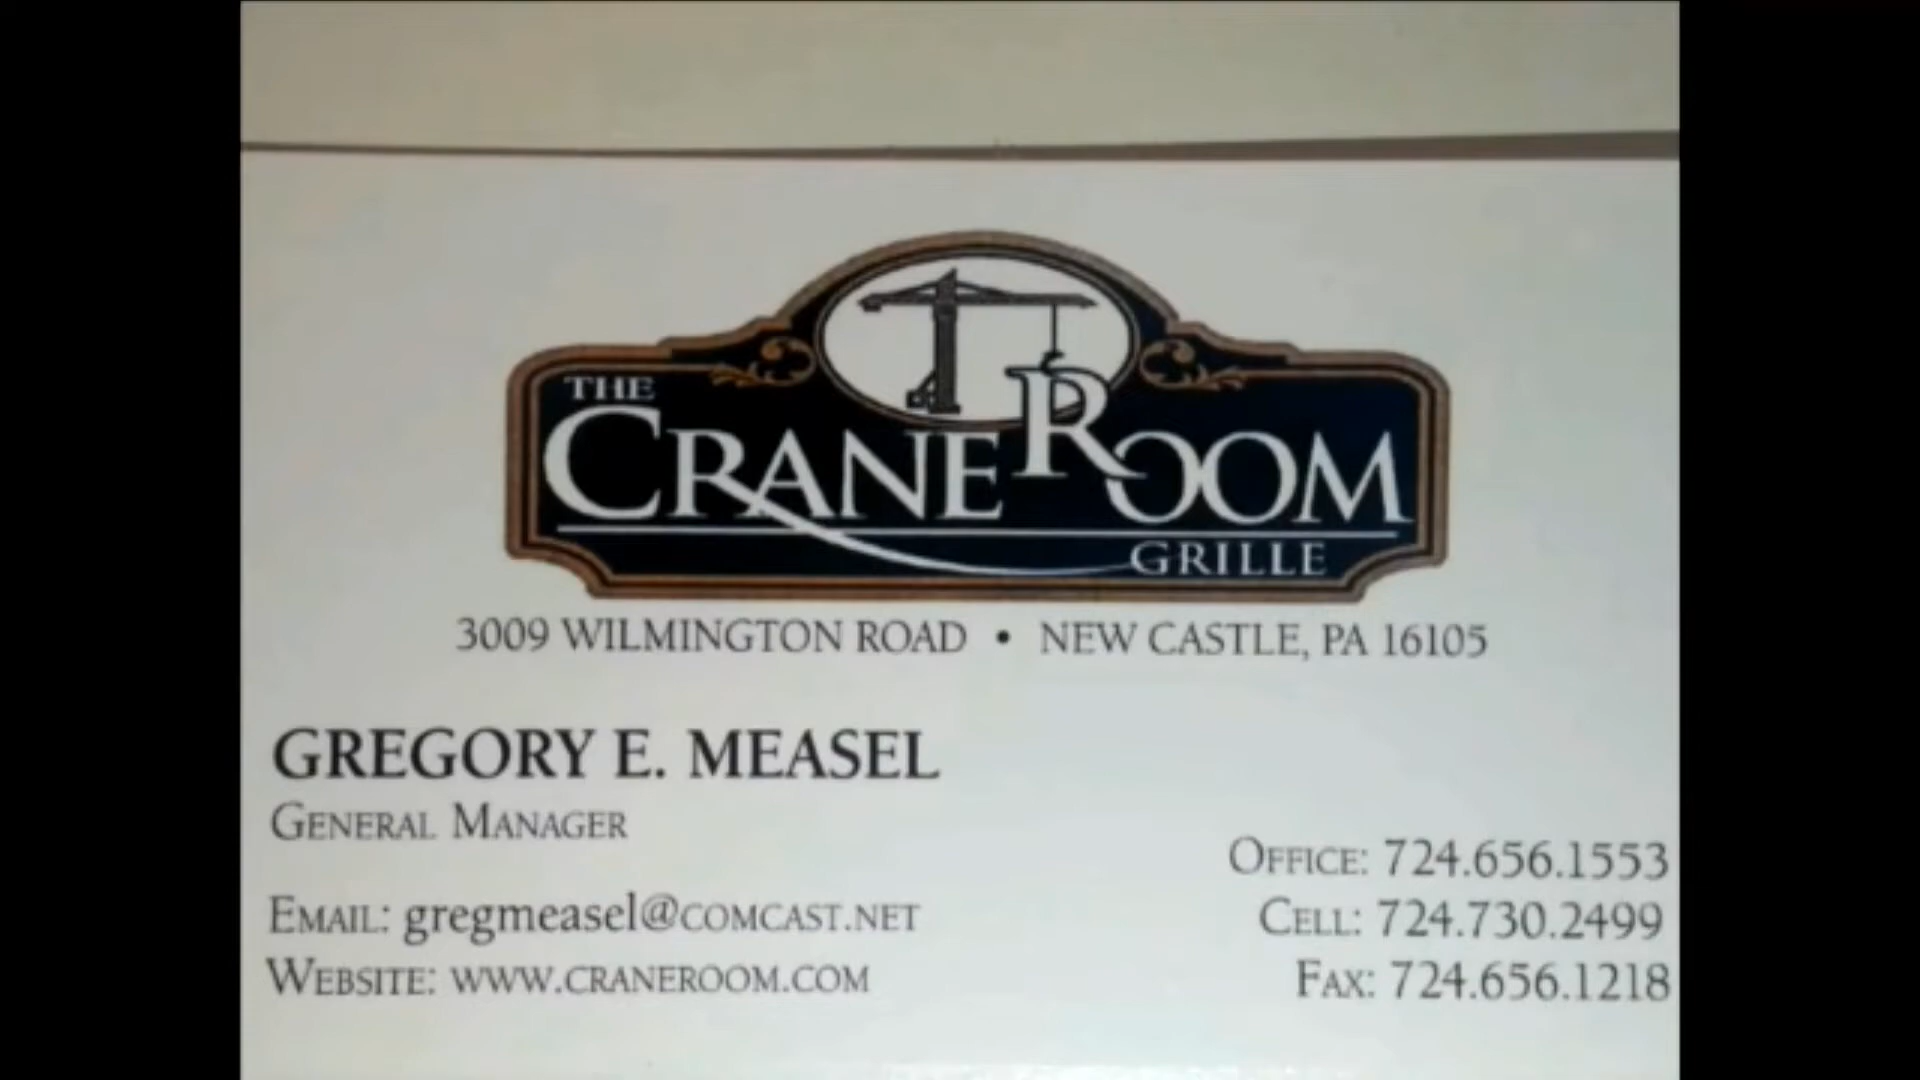 THE
CRANE ROOM
GRILLE
3009 WILMINGTON ROAD • NEW CASTLE, PA 16105
GREGORY E. MEASEL
GENERAL MANAGER
EMAIL: gregmeasel@COMCAST.NET
WEBSITE: WWW.CRANEROOM.COM
OFFICE: 724.656.1553
CELL: 724.730.2499
FAX: 724.656.1218